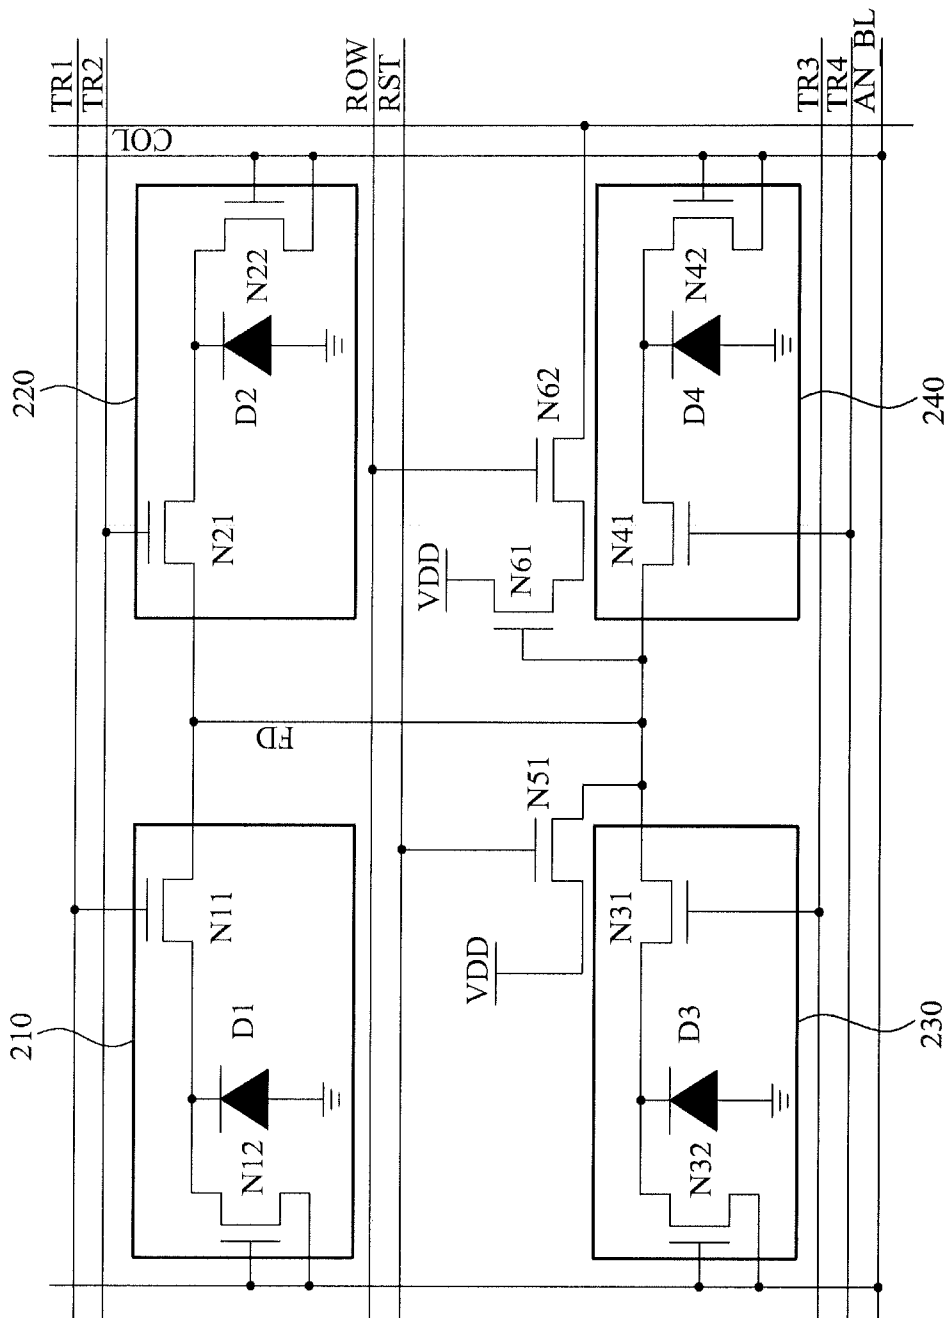 TR1
TR2
ROW
RST
TR3
TR4
AN_BL
COL
220
N22
D2
N21
N62
N61
VDD
N42
D4
N41
240
FD
210
N11
D1
N12
N51
VDD
N31
D3
N32
230